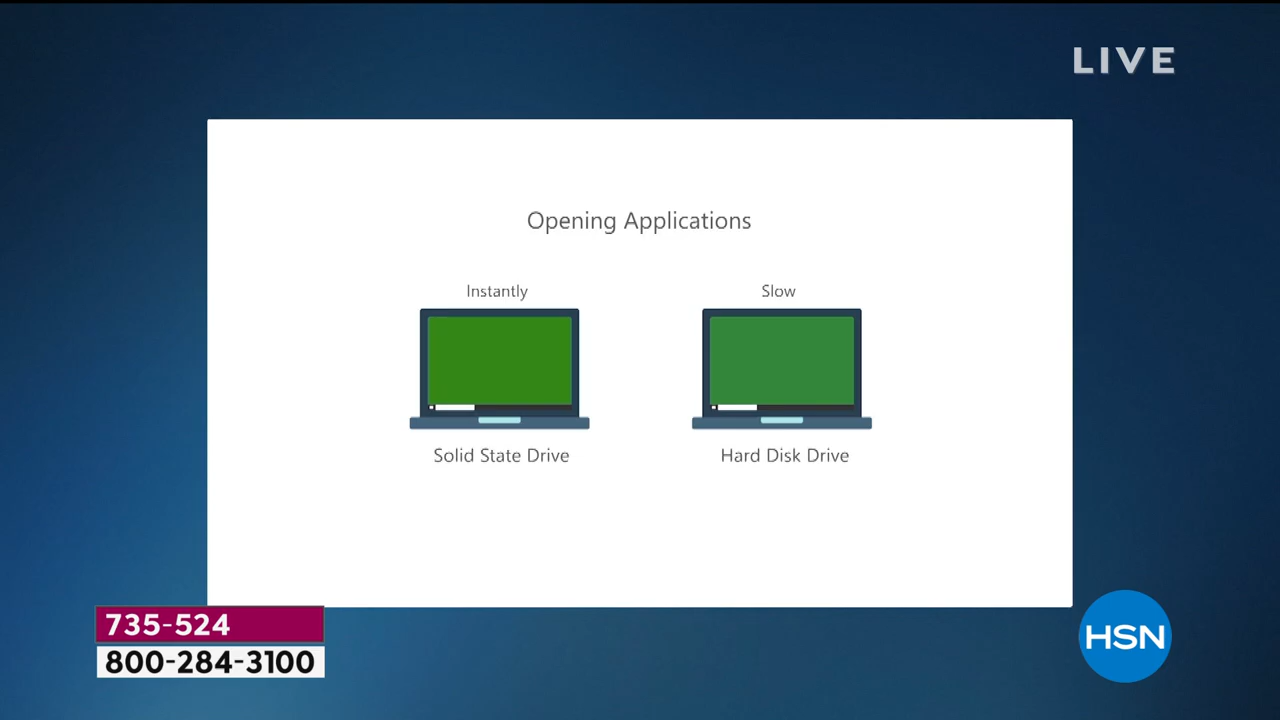 LIVE
Opening Applications
Instantly
Slow
Solid State Drive
Hard Disk Drive
735-524
800-284-3100
HSN